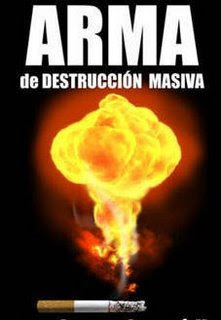 ARMA
de DESTRUCCIÓN MASIVA